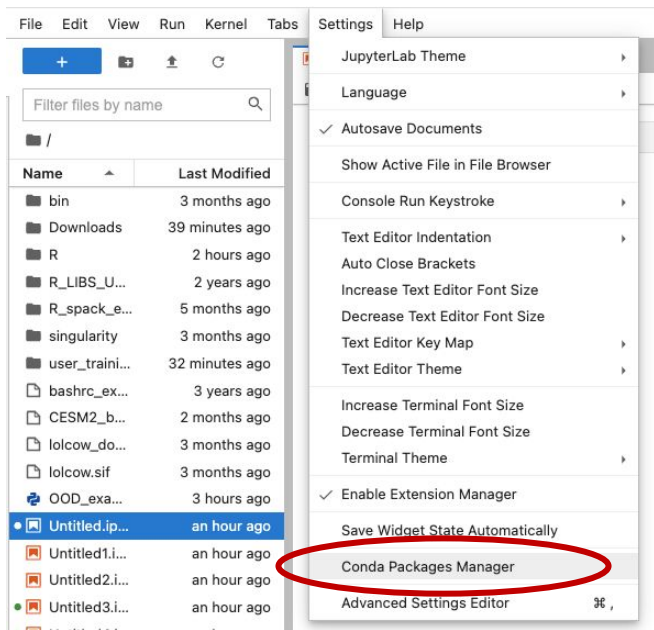 File Edit View Run Kernel Tabs Settings Help
+
Filter files by name
/
Name Last Modified
bin 3 months ago
Downloads 39 minutes ago
R 2 hours ago
R_LIBS_U... 2 years ago
R_spack_e... 5 months ago
singularity 3 months ago
user_traini... 32 minutes ago
bashrc_ex... 3 years ago
CESM2_b... 2 months ago
lolcow_do... 3 months ago
lolcow.sif 3 months ago
OOD_exa... 3 hours ago
Untitled.ip... an hour ago
Untitled1.i... an hour ago
Untitled2.i... an hour ago
Untitled3.i... an hour ago
JupyterLab Theme
Language
✓ Autosave Documents
Show Active File in File Browser
Console Run Keystroke
Text Editor Indentation
Auto Close Brackets
Increase Text Editor Font Size
Decrease Text Editor Font Size
Text Editor Key Map
Text Editor Theme
Increase Terminal Font Size
Decrease Terminal Font Size
Terminal Theme
✓ Enable Extension Manager
Save Widget State Automatically
Conda Packages Manager
Advanced Settings Editor ⌘ ,